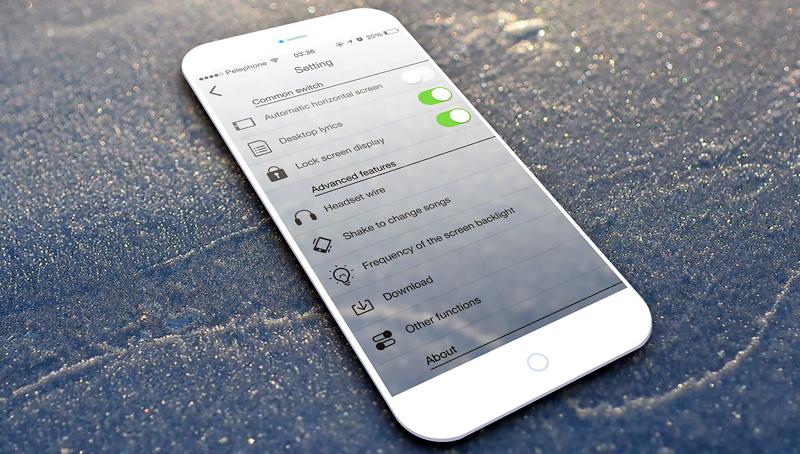 Pelephone 03:36 20%
Setting
Common switch
Automatic horizontal screen
Desktop lyrics
Lock screen display
Advanced features
Headset wire
Shake to change songs
Frequency of the screen backlight
Download
Other functions
About